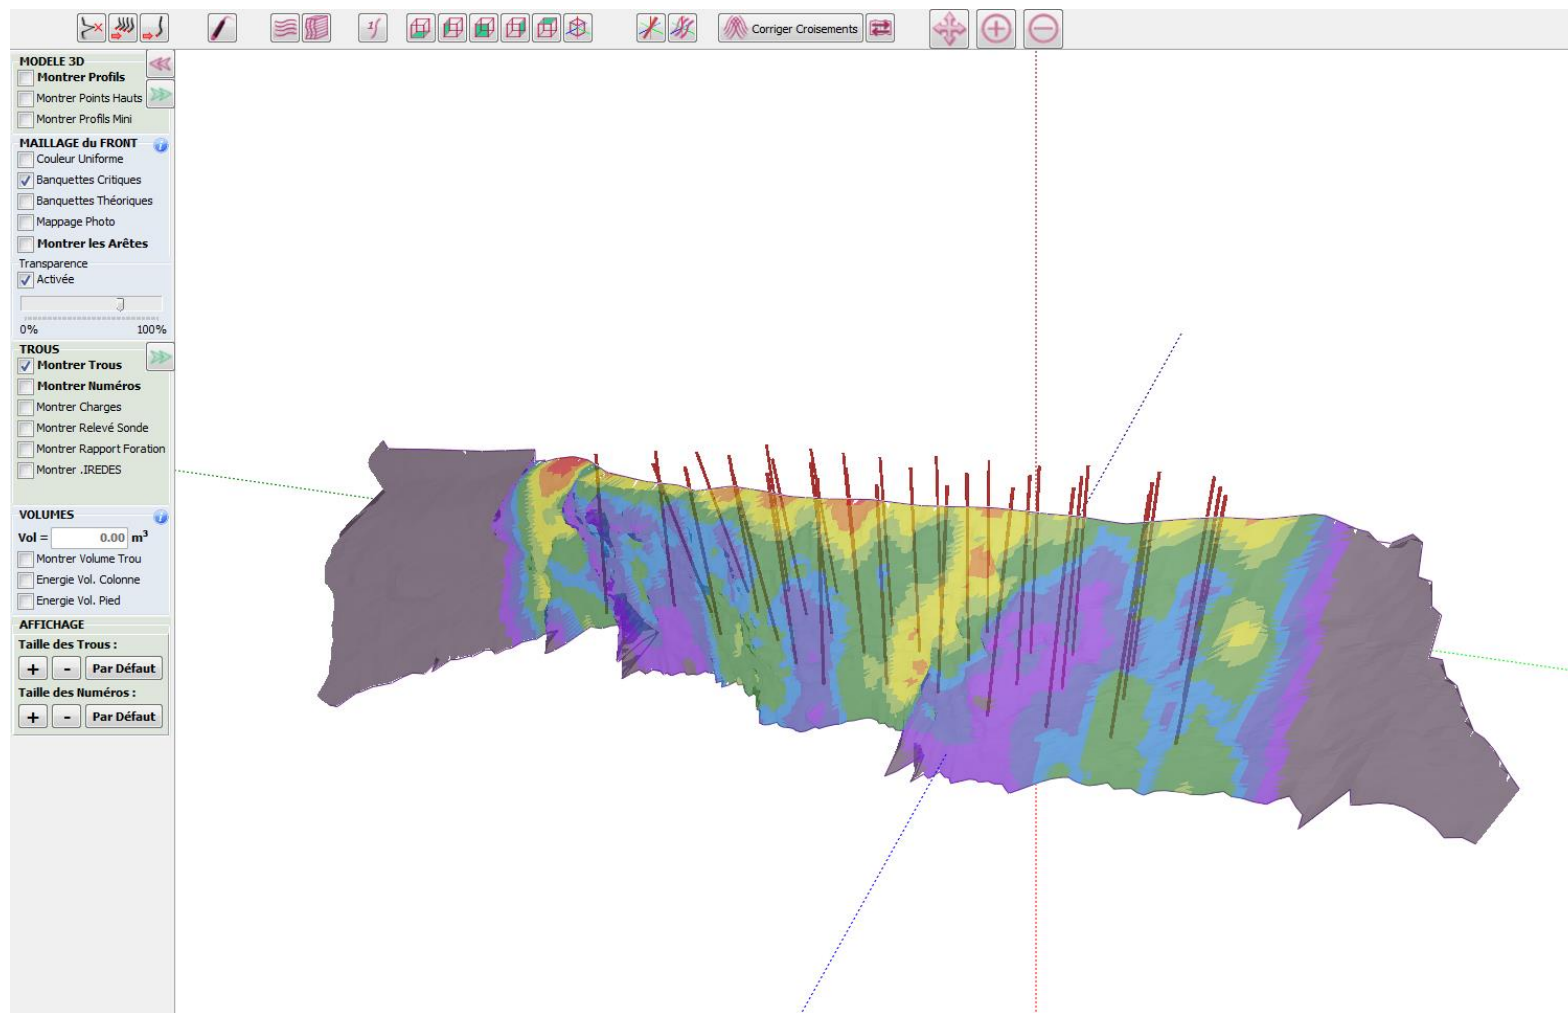 Corriger Croisements
MODELE 3D
Montrer Profils
Montrer Points Hauts
Montrer Profils Mini
MAILLAGE du FRONT
Couleur Uniforme
Banquettes Critiques
Banquettes Théoriques
Mappage Photo
Montrer les Arêtes
Transparence
Activée
0% 100%
TROUS
Montrer Trous
Montrer Numéros
Montrer Charges
Montrer Relevé Sonde
Montrer Rapport Foration
Montrer .IREDES
VOLUMES
Vol = 0.00 m³
Montrer Volume Trou
Energie Vol. Colonne
Energie Vol. Pied
AFFICHAGE
Taille des Trous :
+ - Par Défaut
Taille des Numéros :
+ - Par Défaut